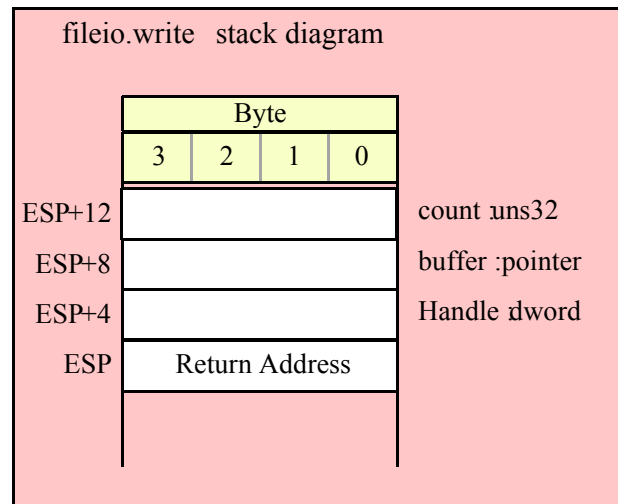 fileio.write stack diagram
Byte
3 2 1 0
ESP+12 count :uns32
ESP+8 buffer :pointer
ESP+4 Handle :dword
ESP Return Address